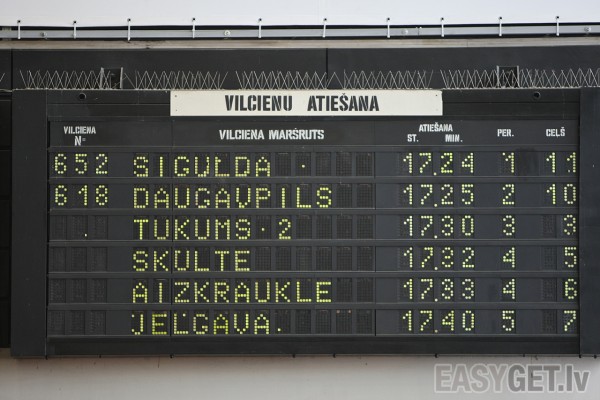 VILCIENU ATIEŠANA
VILCIENA
N°
VILCIENA MARŠRUTS
ATIEŠANA
ST. MIN.
PER.
CEĻŠ
652 SIGULDA . 17.24 1 11
618 DAUGAVPILS 17.25 2 10
TUKUMS.2 17.30 3 3
SKULTE 17.32 4 5
AIZKRAUKLE 17.33 4 6
JELGAVA. 17.40 5 7
EASYGET.lv